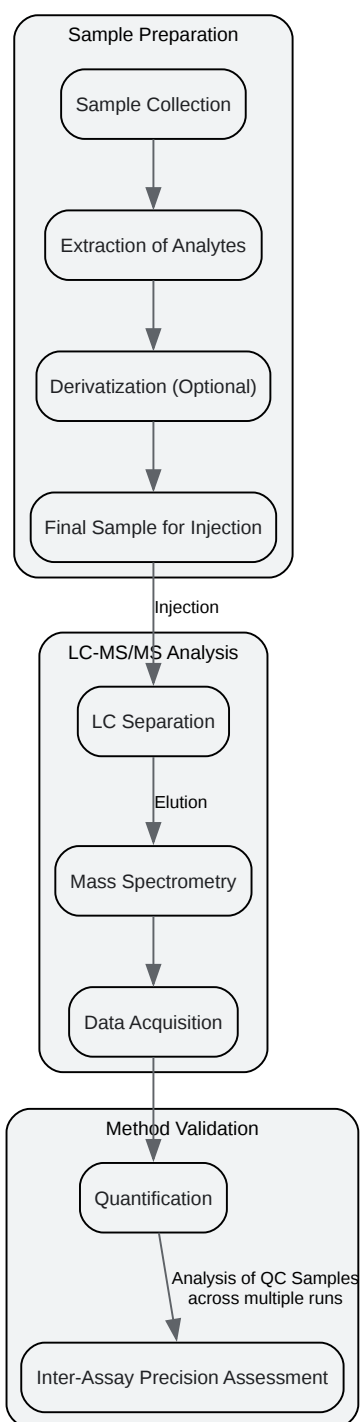 Sample Preparation
Sample Collection
Extraction of Analytes
Derivatization (Optional)
Final Sample for Injection
Injection
LC-MS/MS Analysis
LC Separation
Elution
Mass Spectrometry
Data Acquisition
Method Validation
Quantification
Analysis of QC Samples
across multiple runs
Inter-Assay Precision Assessment